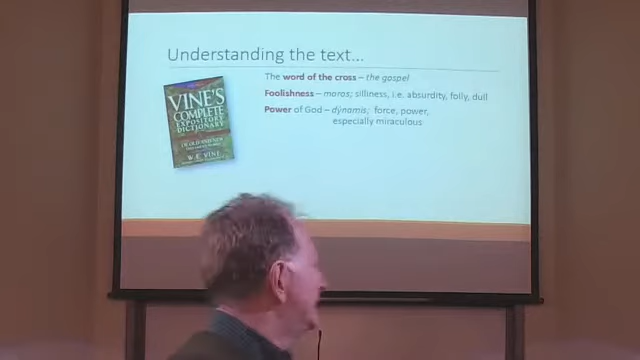 Understanding the text...
The word of the cross – the gospel
Foolishness – moros; silliness, i.e. absurdity, folly, dull
Power of God – dýnamis; force, power,
especially miraculous
VINE'S
COMPLETE
EXPOSITORY
DICTIONARY
W.E. VINE